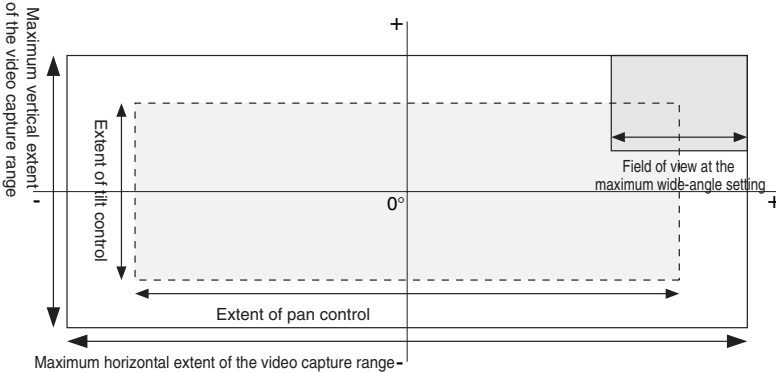 +
Maximum vertical extent
of the video capture range
Extent of tilt control
Field of view at the
maximum wide-angle setting
-
0°
+
Extent of pan control
Maximum horizontal extent of the video capture range
-